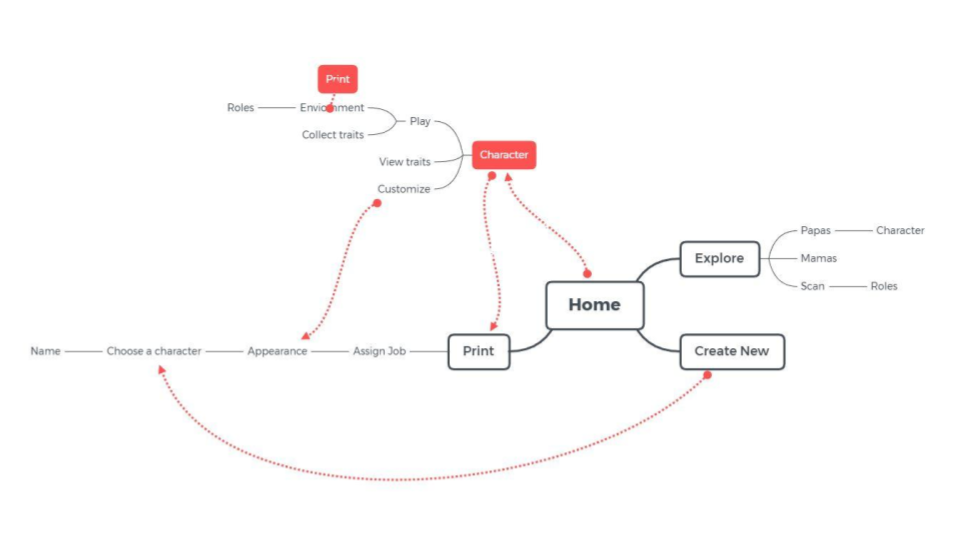 Print
Roles
Environment
Play
Collect traits
Character
View traits
Customize
Papas
Character
Explore
Mamas
Scan
Roles
Home
Name
Choose a character
Appearance
Assign Job
Print
Create New